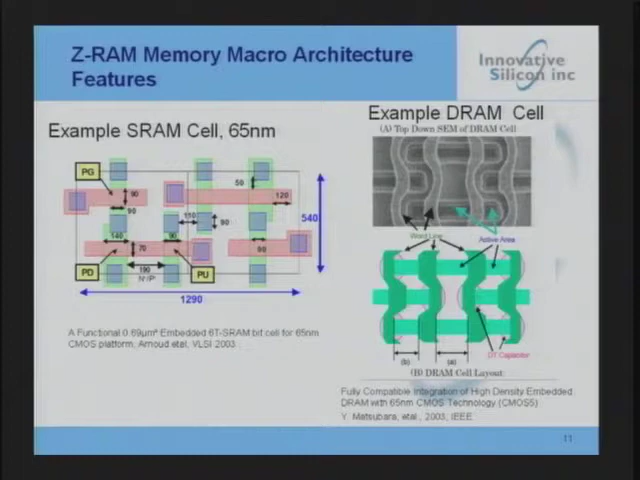 Z-RAM Memory Macro Architecture
Features
Innovative
Silicon inc
Example SRAM Cell, 65nm
Example DRAM Cell
(A) Top Down SEM of DRAM Cell
PG
90
90
50
120
540
110
90
140
70
90
90
PD
190
N+/P+
PU
1290
Word Line
Active Area
DT Capacitor
(b)
(a)
(B) DRAM Cell Layout
A Functional 0.69µm² Embedded 6T-SRAM bit cell for 65nm
CMOS platform, Arnoud etal, VLSI 2003
Fully Compatible Integration of High Density Embedded
DRAM with 65nm CMOS Technology (CMOS5)
Y. Matsubara, etal, 2003, IEEE
11